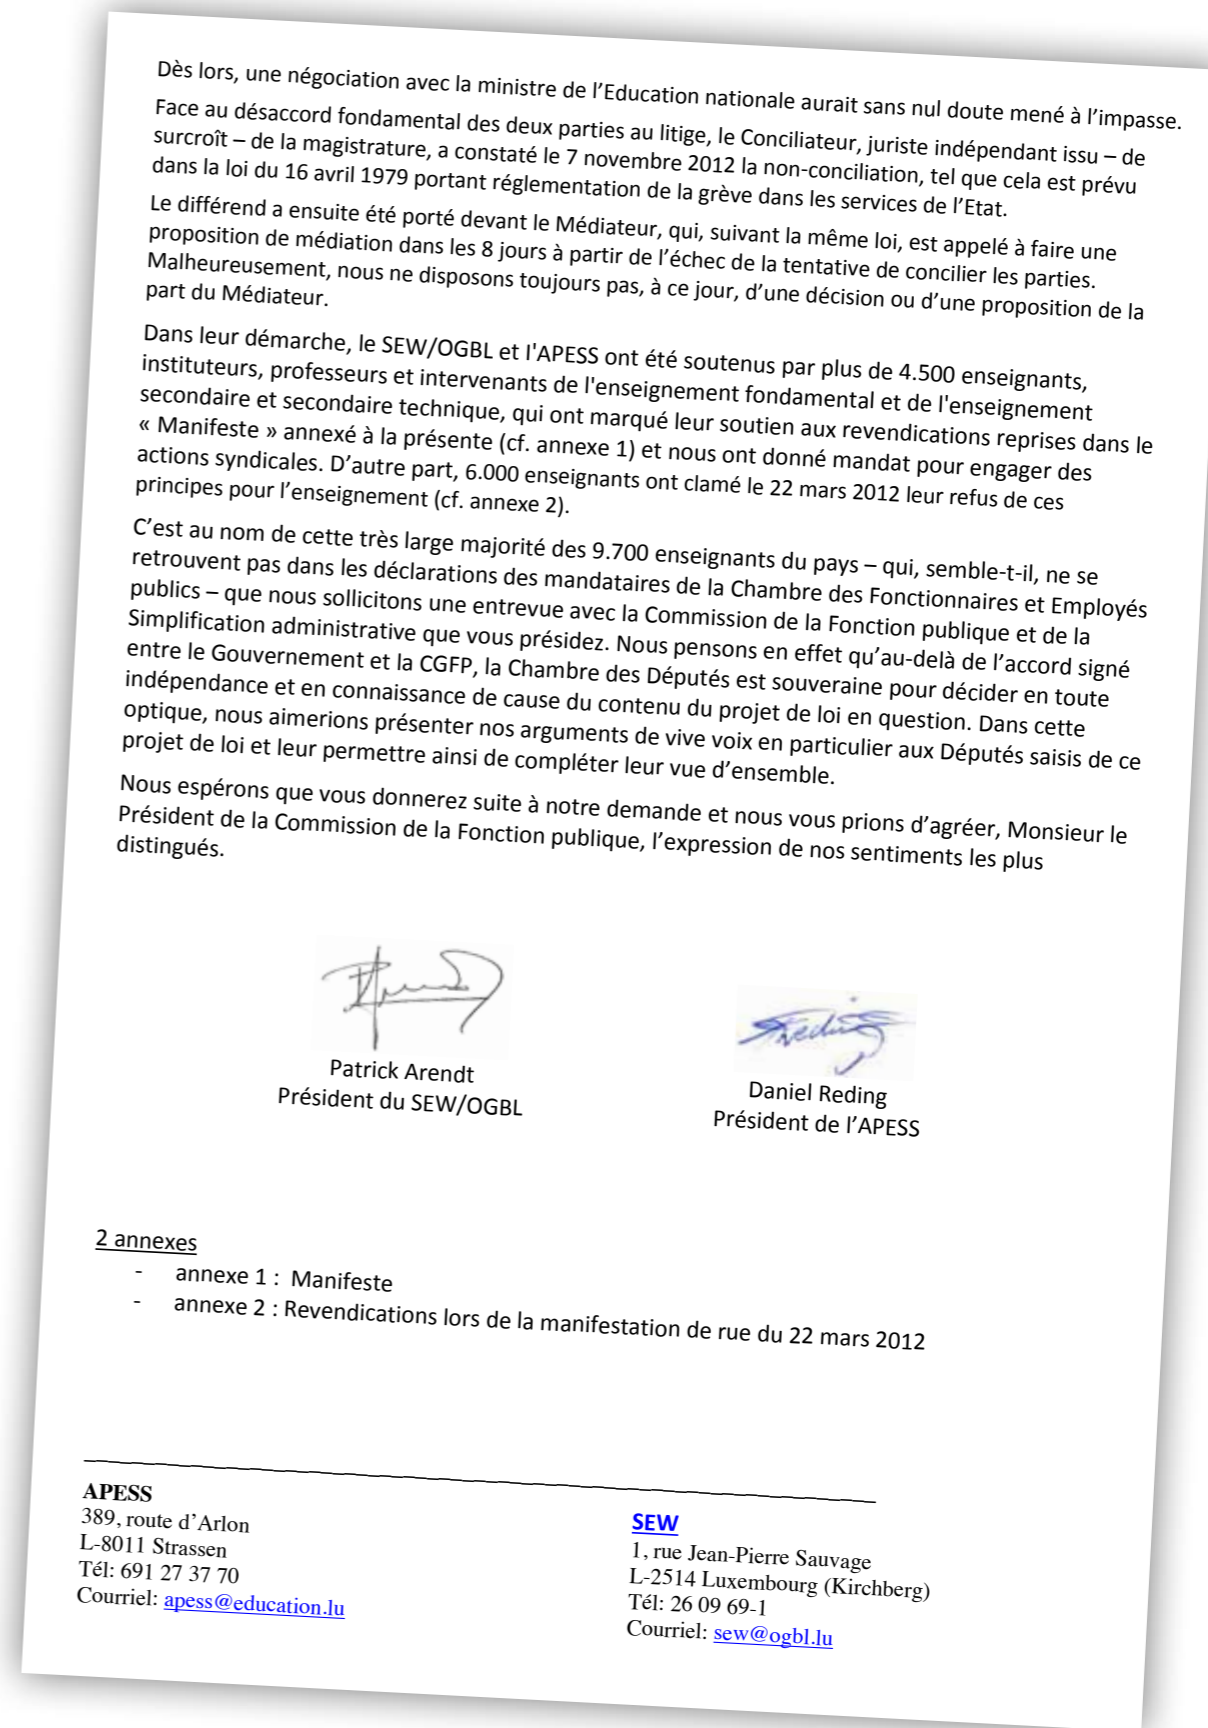 Dès lors, une négociation avec la ministre de l’Education nationale aurait sans nul doute mené à l’impasse.
Face au désaccord fondamental des deux parties au litige, le Conciliateur, juriste indépendant issu – de
surcroît – de la magistrature, a constaté le 7 novembre 2012 la non-conciliation, tel que cela est prévu
dans la loi du 16 avril 1979 portant réglementation de la grève dans les services de l’Etat.
Le différend a ensuite été porté devant le Médiateur, qui, suivant la même loi, est appelé à faire une
proposition de médiation dans les 8 jours à partir de l’échec de la tentative de concilier les parties.
Malheureusement, nous ne disposons toujours pas, à ce jour, d’une décision ou d’une proposition de la
part du Médiateur.
Dans leur démarche, le SEW/OGBL et l'APESS ont été soutenus par plus de 4.500 enseignants,
instituteurs, professeurs et intervenants de l'enseignement fondamental et de l'enseignement
secondaire et secondaire technique, qui ont marqué leur soutien aux revendications reprises dans le
« Manifeste » annexé à la présente (cf. annexe 1) et nous ont donné mandat pour engager des
actions syndicales. D’autre part, 6.000 enseignants ont clamé le 22 mars 2012 leur refus de ces
principes pour l’enseignement (cf. annexe 2).
C’est au nom de cette très large majorité des 9.700 enseignants du pays – qui, semble-t-il, ne se
retrouvent pas dans les déclarations des mandataires de la Chambre des Fonctionnaires et Employés
publics – que nous sollicitons une entrevue avec la Commission de la Fonction publique et de la
Simplification administrative que vous présidez. Nous pensons en effet qu’au-delà de l’accord signé
entre le Gouvernement et la CGFP, la Chambre des Députés est souveraine pour décider en toute
indépendance et en connaissance de cause du contenu du projet de loi en question. Dans cette
optique, nous aimerions présenter nos arguments de vive voix en particulier aux Députés saisis de ce
projet de loi et leur permettre ainsi de compléter leur vue d’ensemble.
Nous espérons que vous donnerez suite à notre demande et nous vous prions d’agréer, Monsieur le
Président de la Commission de la Fonction publique, l’expression de nos sentiments les plus
distingués.
Patrick Arendt
Président du SEW/OGBL
Daniel Reding
Président de l’APESS
2 annexes
- annexe 1 : Manifeste
- annexe 2 : Revendications lors de la manifestation de rue du 22 mars 2012
APESS
389, route d’Arlon
L-8011 Strassen
Tél: 691 27 37 70
Courriel: apess@education.lu
SEW
1, rue Jean-Pierre Sauvage
L-2514 Luxembourg (Kirchberg)
Tél: 26 09 69-1
Courriel: sew@ogbl.lu